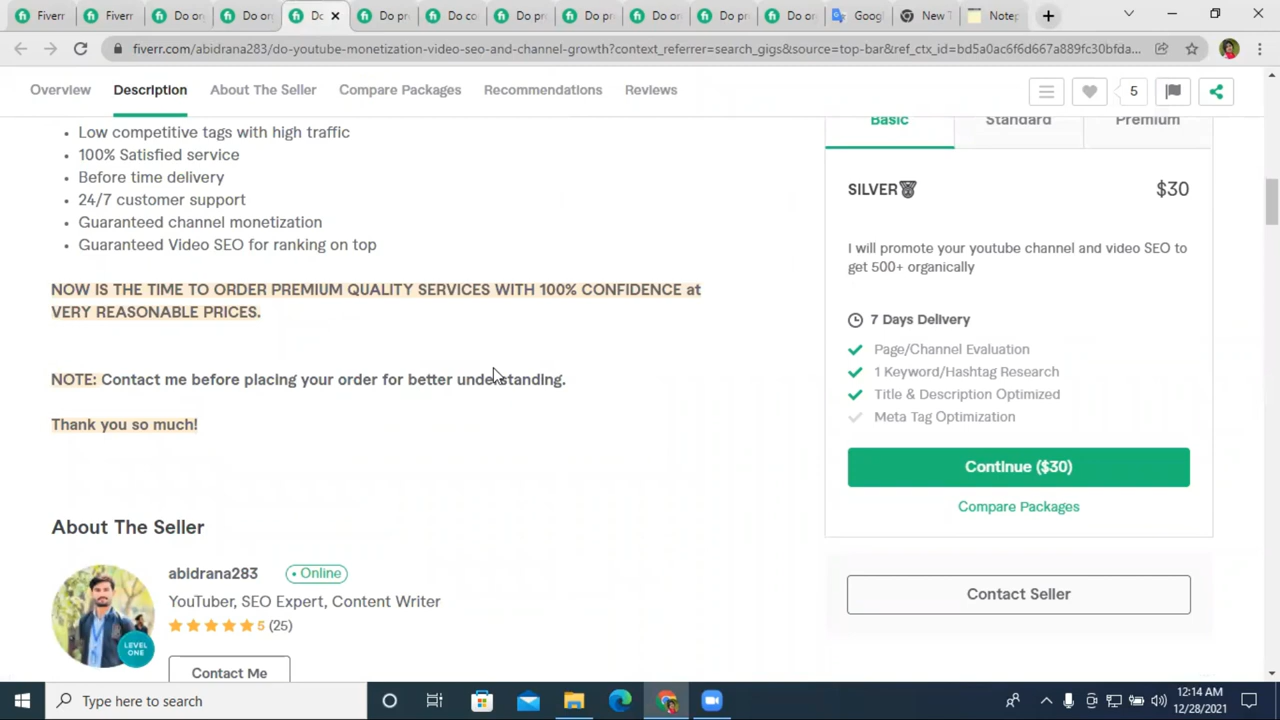 Fiverr
Fiverr
Do or
Do or
Do
Do pr
Do co
Do pr
Do pr
Do or
Do pr
Do or
Googl
New T
Notep
fiverr.com/abidrana283/do-youtube-monetization-video-seo-and-channel-growth?context_referrer=search_gigs&source=top-bar&ref_ctx_id=bd5a0ac6f6d667a889fc30bfda...
Overview
Description
About The Seller
Compare Packages
Recommendations
Reviews
5
Low competitive tags with high traffic
100% Satisfied service
Before time delivery
24/7 customer support
Guaranteed channel monetization
Guaranteed Video SEO for ranking on top
NOW IS THE TIME TO ORDER PREMIUM QUALITY SERVICES WITH 100% CONFIDENCE at
VERY REASONABLE PRICES.
NOTE: Contact me before placing your order for better understanding.
Thank you so much!
About The Seller
abidrana283
• Online
YouTuber, SEO Expert, Content Writer
5 (25)
LEVEL
ONE
Contact Me
Basic
Standard
Premium
SILVER
$30
I will promote your youtube channel and video SEO to
get 500+ organically
7 Days Delivery
Page/Channel Evaluation
1 Keyword/Hashtag Research
Title & Description Optimized
Meta Tag Optimization
Continue ($30)
Compare Packages
Contact Seller
Type here to search
12:14 AM
12/28/2021